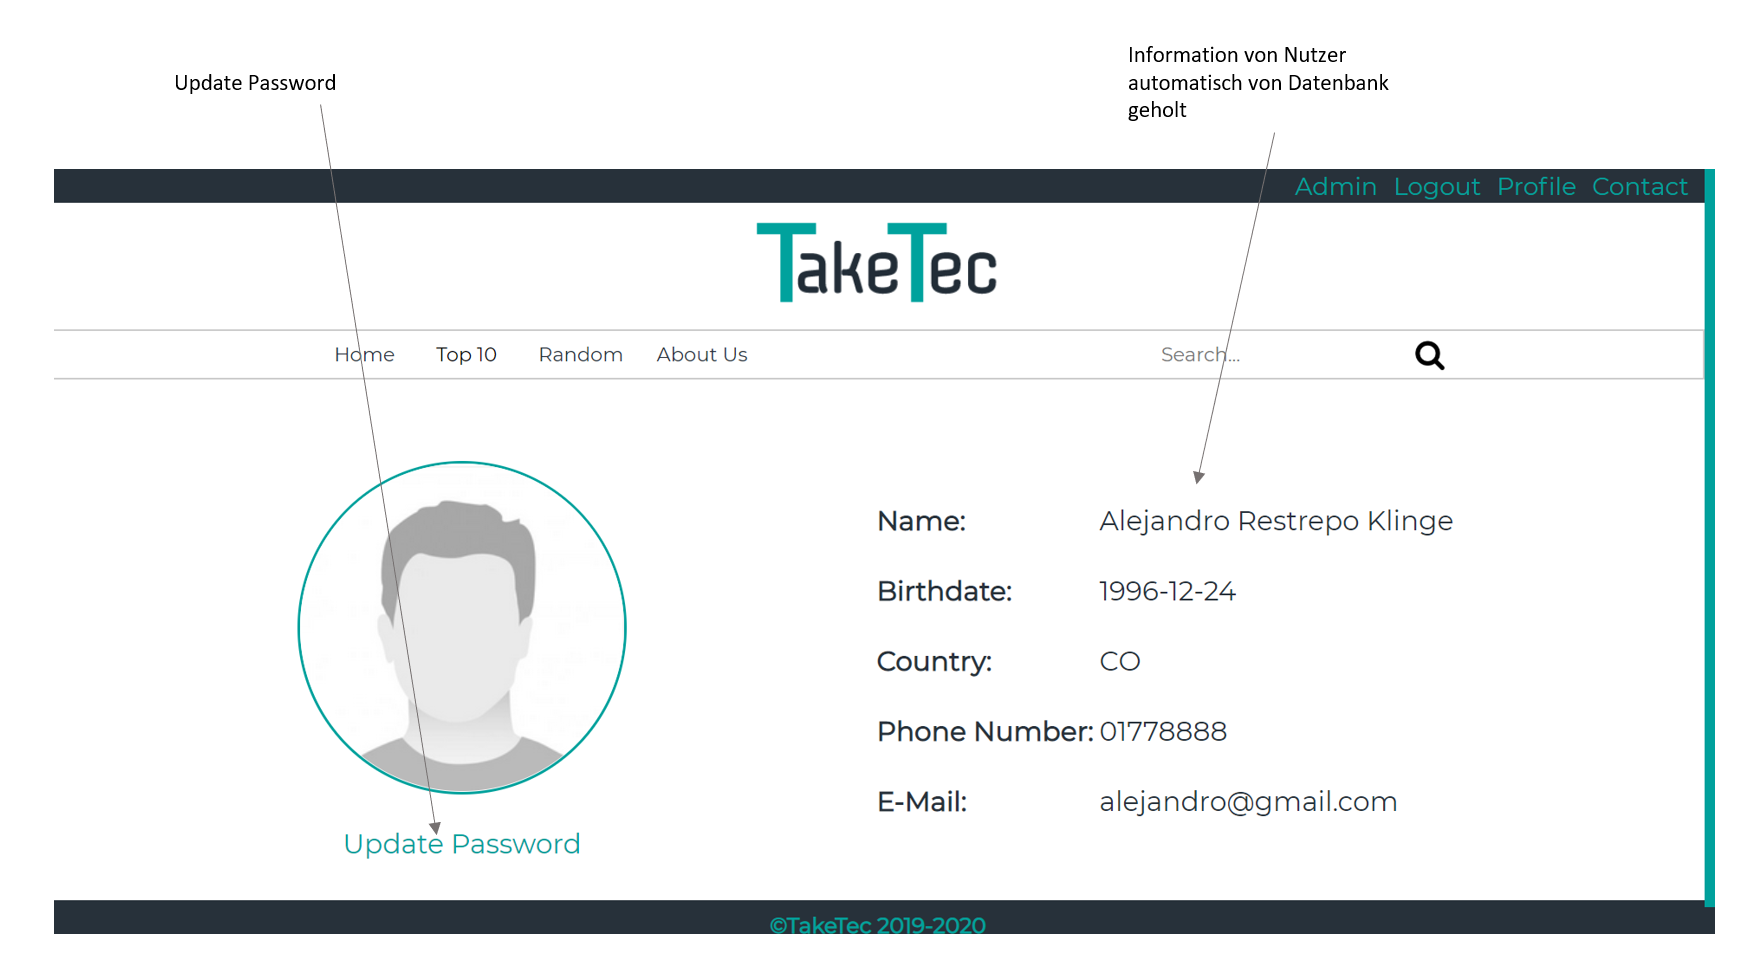 Update Password
Information von Nutzer
automatisch von Datenbank
geholt
Admin Logout Profile Contact
TakeTec
Home Top 10 Random About Us Search...
Name: Alejandro Restrepo Klinge
Birthdate: 1996-12-24
Country: CO
Phone Number: 01778888
E-Mail: alejandro@gmail.com
Update Password
©TakeTec 2019-2020